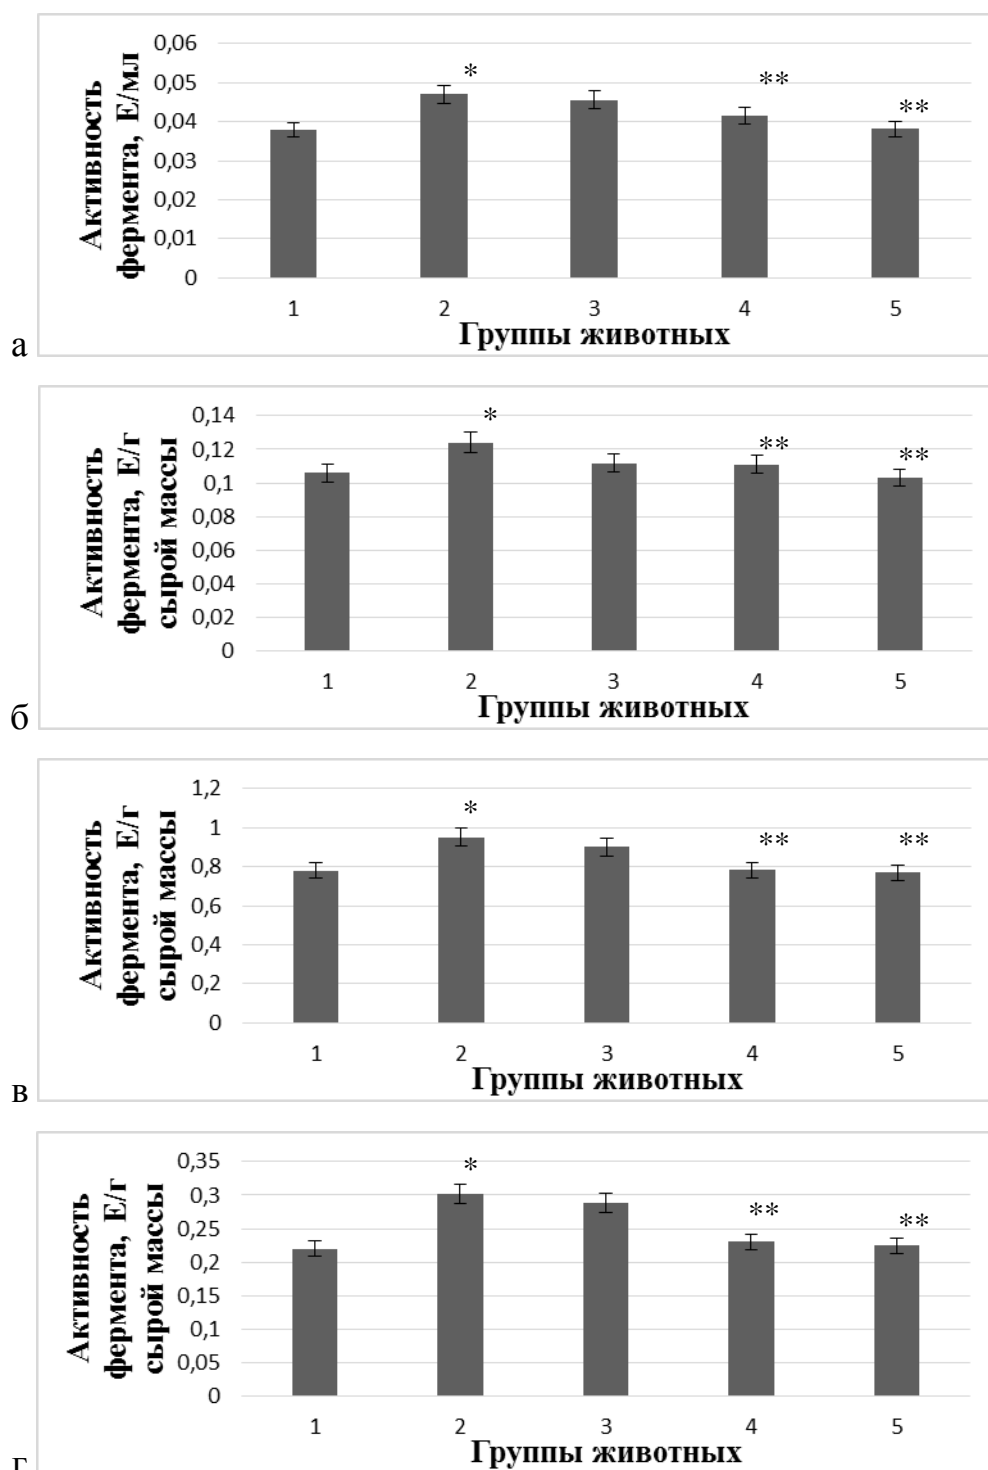 0,06
0,05
0,04
0,03
0,02
0,01
0
Активность
фермента, Е/мл
* ** **
1 2 3 4 5
Группы животных
а
0,14
0,12
0,1
0,08
0,06
0,04
0,02
0
Активность
фермента, Е/г
сырой массы
* ** **
1 2 3 4 5
Группы животных
б
1,2
1
0,8
0,6
0,4
0,2
0
Активность
фермента, Е/г
сырой массы
* ** **
1 2 3 4 5
Группы животных
в
0,35
0,3
0,25
0,2
0,15
0,1
0,05
0
Активность
фермента, Е/г
сырой массы
* ** **
1 2 3 4 5
Группы животных
г